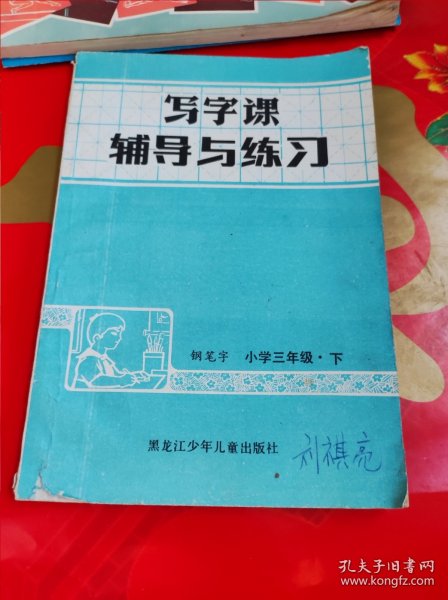 写字课
辅导与练习
钢笔字 小学三年级·下
黑龙江少年儿童出版社
刘祺亮
孔夫子旧书网
www.kongfz.com